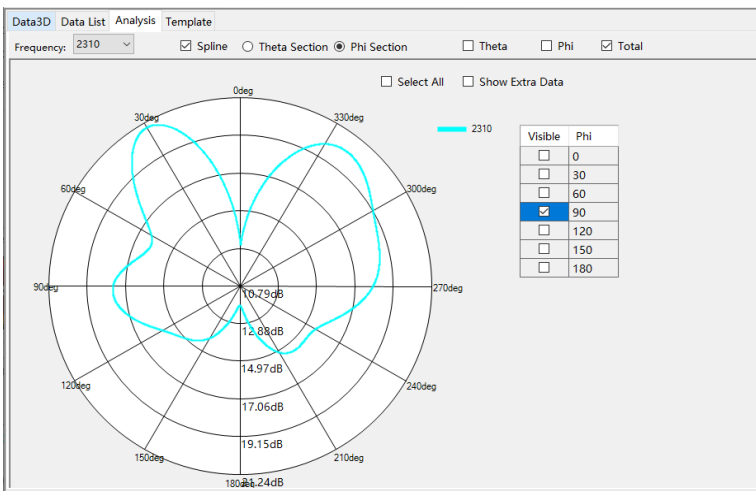 Data3D Data List Analysis Template
Frequency: 2310 Spline Theta Section Phi Section Theta Phi Total
Select All Show Extra Data
0deg
30deg 330deg
2310
Visible Phi
0
30
60
90
120
150
180
60deg 300deg
90deg 270deg
10.79dB
12.88dB
14.97dB
120deg 240deg
17.06dB
19.15dB
150deg 210deg
180deg 21.24dB